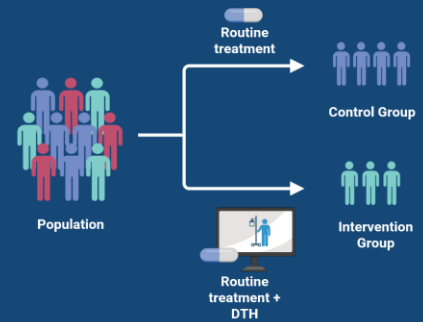 Routine
treatment
Control Group
Population
Intervention
Group
Routine
treatment +
DTH